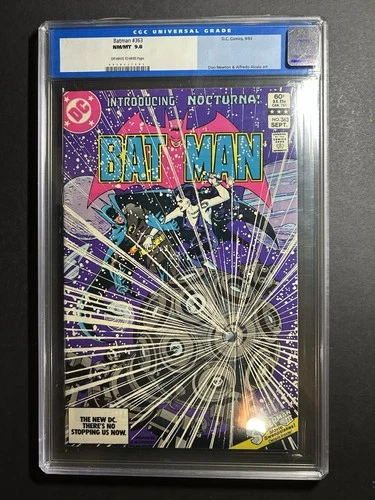 CGC UNIVERSAL GRADE
Batman #363
D.C. Comics, 9/83
NM/MT 9.8
OFF-WHITE TO WHITE Pages
Don Newton & Alfredo Alcala art
DC
INTRODUCING NOCTURNA!
60¢
NO. 363
SEPT.
BATMAN
THE NEW DC.
THERE'S NO
STOPPING US NOW.